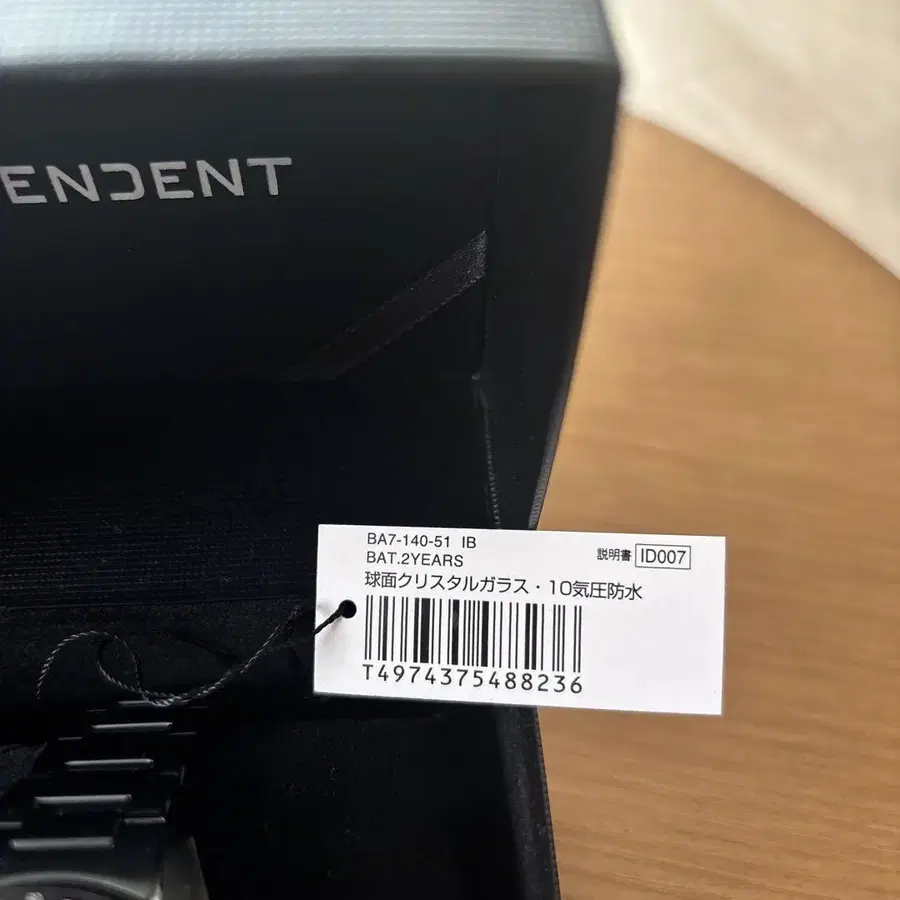 ENDENT
BA7-140-51 IB
BAT.2YEARS
説明書 ID007
球面クリスタルガラス・10気圧防水
T4974375488236